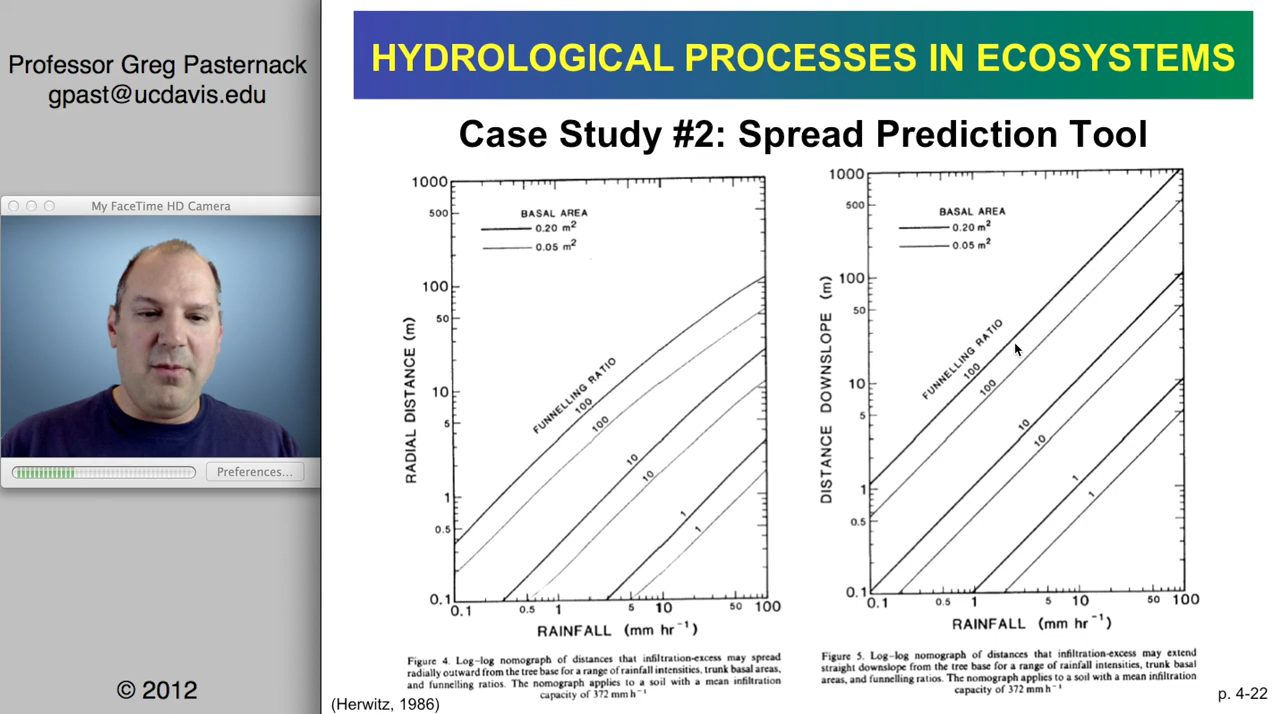 Professor Greg Pasternack
gpast@ucdavis.edu
My FaceTime HD Camera
Preferences...
© 2012
HYDROLOGICAL PROCESSES IN ECOSYSTEMS
Case Study #2: Spread Prediction Tool
1000
500
100
50
10
5
1
0.5
0.1
RADIAL DISTANCE (m)
BASAL AREA
0.20 m²
0.05 m²
FUNNELLING RATIO
100
100
10
10
1
1
0.1
0.5
1
5
10
50
100
RAINFALL (mm hr⁻¹)
Figure 4. Log–log nomograph of distances that infiltration-excess may spread
radially outward from the tree base for a range of rainfall intensities, trunk basal areas,
and funnelling ratios. The nomograph applies to a soil with a mean infiltration
capacity of 372 mm h⁻¹
(Herwitz, 1986)
1000
500
100
50
10
5
1
0.5
0.1
DISTANCE DOWNSLOPE (m)
BASAL AREA
0.20 m²
0.05 m²
FUNNELLING RATIO
100
100
10
10
1
1
0.1
0.5
1
5
10
50
100
RAINFALL (mm hr⁻¹)
Figure 5. Log–log nomograph of distances that infiltration-excess may extend
straight downslope from the tree base for a range of rainfall intensities, trunk basal
areas, and funnelling ratios. The nomograph applies to a soil with a mean infiltration
capacity of 372 mm h⁻¹
p. 4-22